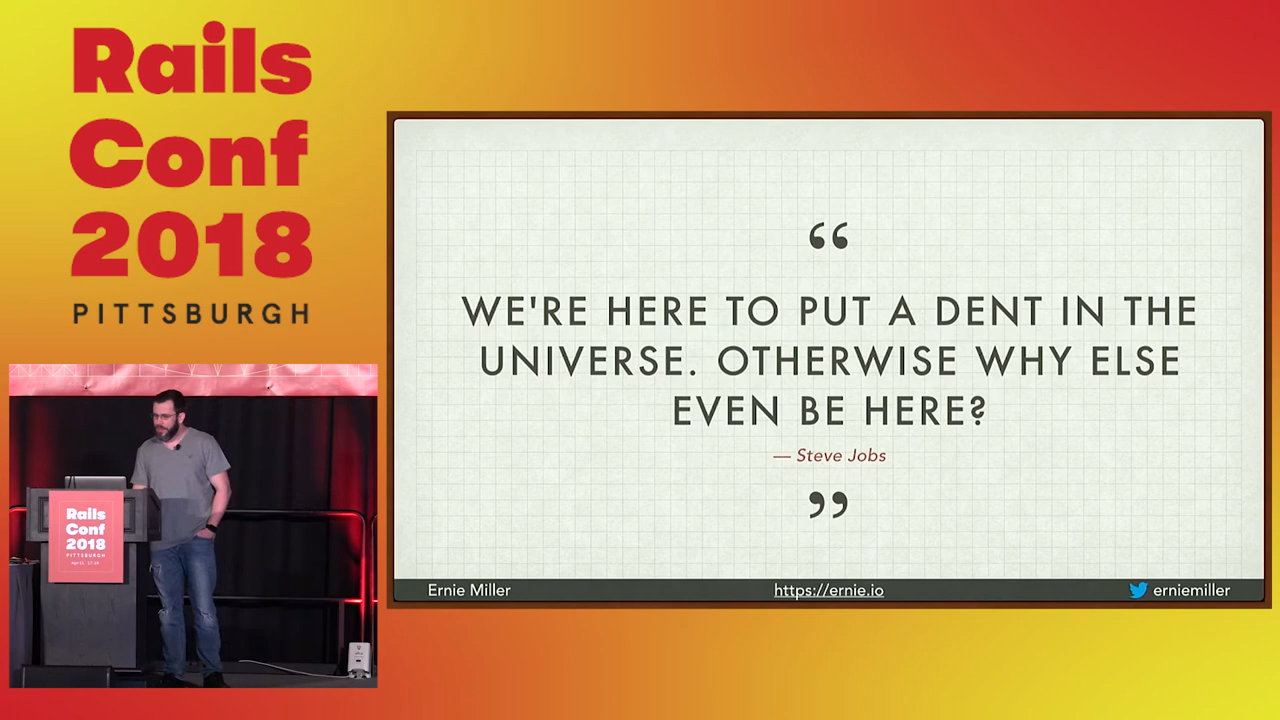 Rails
Conf
2018
PITTSBURGH
“
WE'RE HERE TO PUT A DENT IN THE
UNIVERSE. OTHERWISE WHY ELSE
EVEN BE HERE?
— Steve Jobs
”
Ernie Miller
https://ernie.io
erniemiller
Rails
Conf
2018
PITTSBURGH